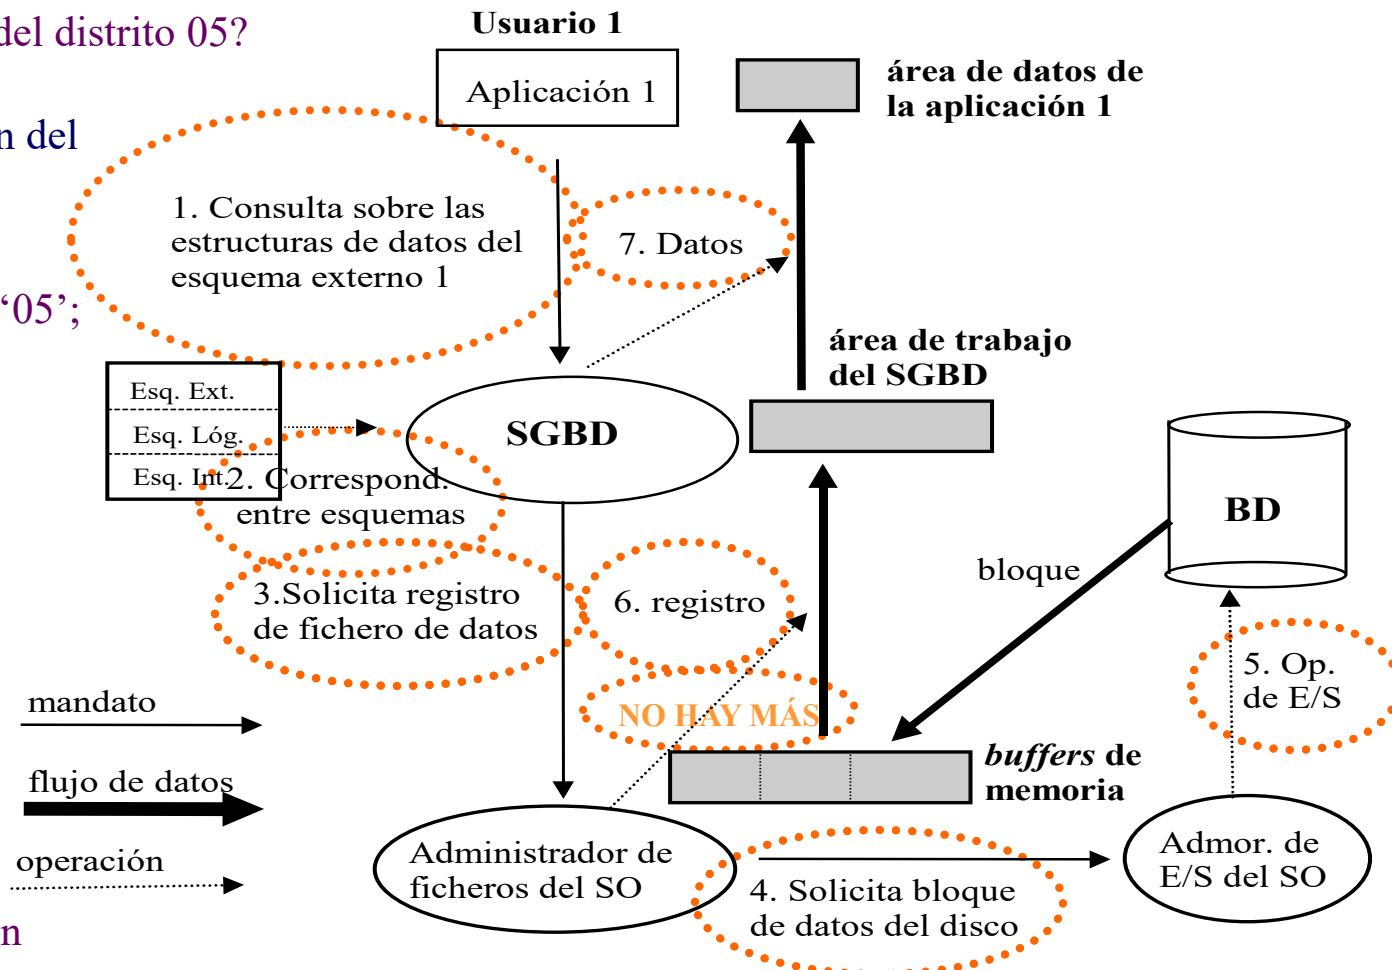 del distrito 05?
Usuario 1
Aplicación 1
área de datos de
la aplicación 1
n del
1. Consulta sobre las
estructuras de datos del
esquema externo 1
7. Datos
‘05’;
área de trabajo
del SGBD
Esq. Ext.
Esq. Lóg.
Esq. Int.
SGBD
2. Correspond.
entre esquemas
BD
bloque
3.Solicita registro
de fichero de datos
6. registro
5. Op.
de E/S
NO HAY MÁS
mandato
flujo de datos
operación
buffers de
memoria
Administrador de
ficheros del SO
Admor. de
E/S del SO
4. Solicita bloque
de datos del disco
n